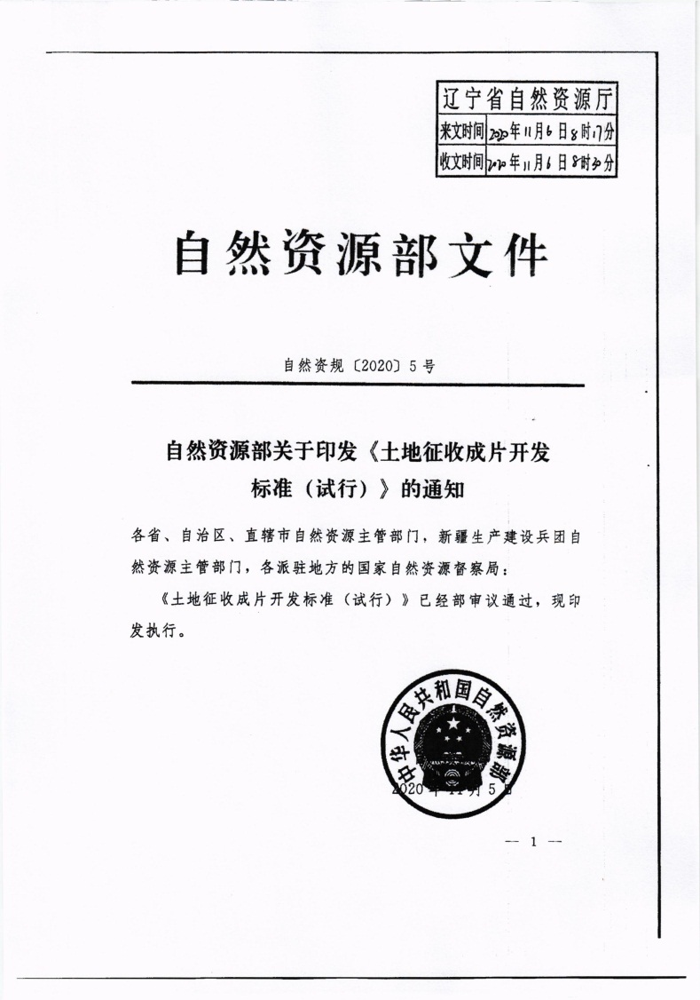 辽宁省自然资源厅
来文时间 2020年11月6日8时17分
收文时间 2020年11月6日8时30分
自然资源部文件
自然资规〔2020〕5号
自然资源部关于印发《土地征收成片开发
标准（试行）》的通知
各省、自治区、直辖市自然资源主管部门，新疆生产建设兵团自
然资源主管部门，各派驻地方的国家自然资源督察局：
《土地征收成片开发标准（试行）》已经部审议通过，现印
发执行。
中华人民共和国自然资源部
2020年11月5日
— 1 —